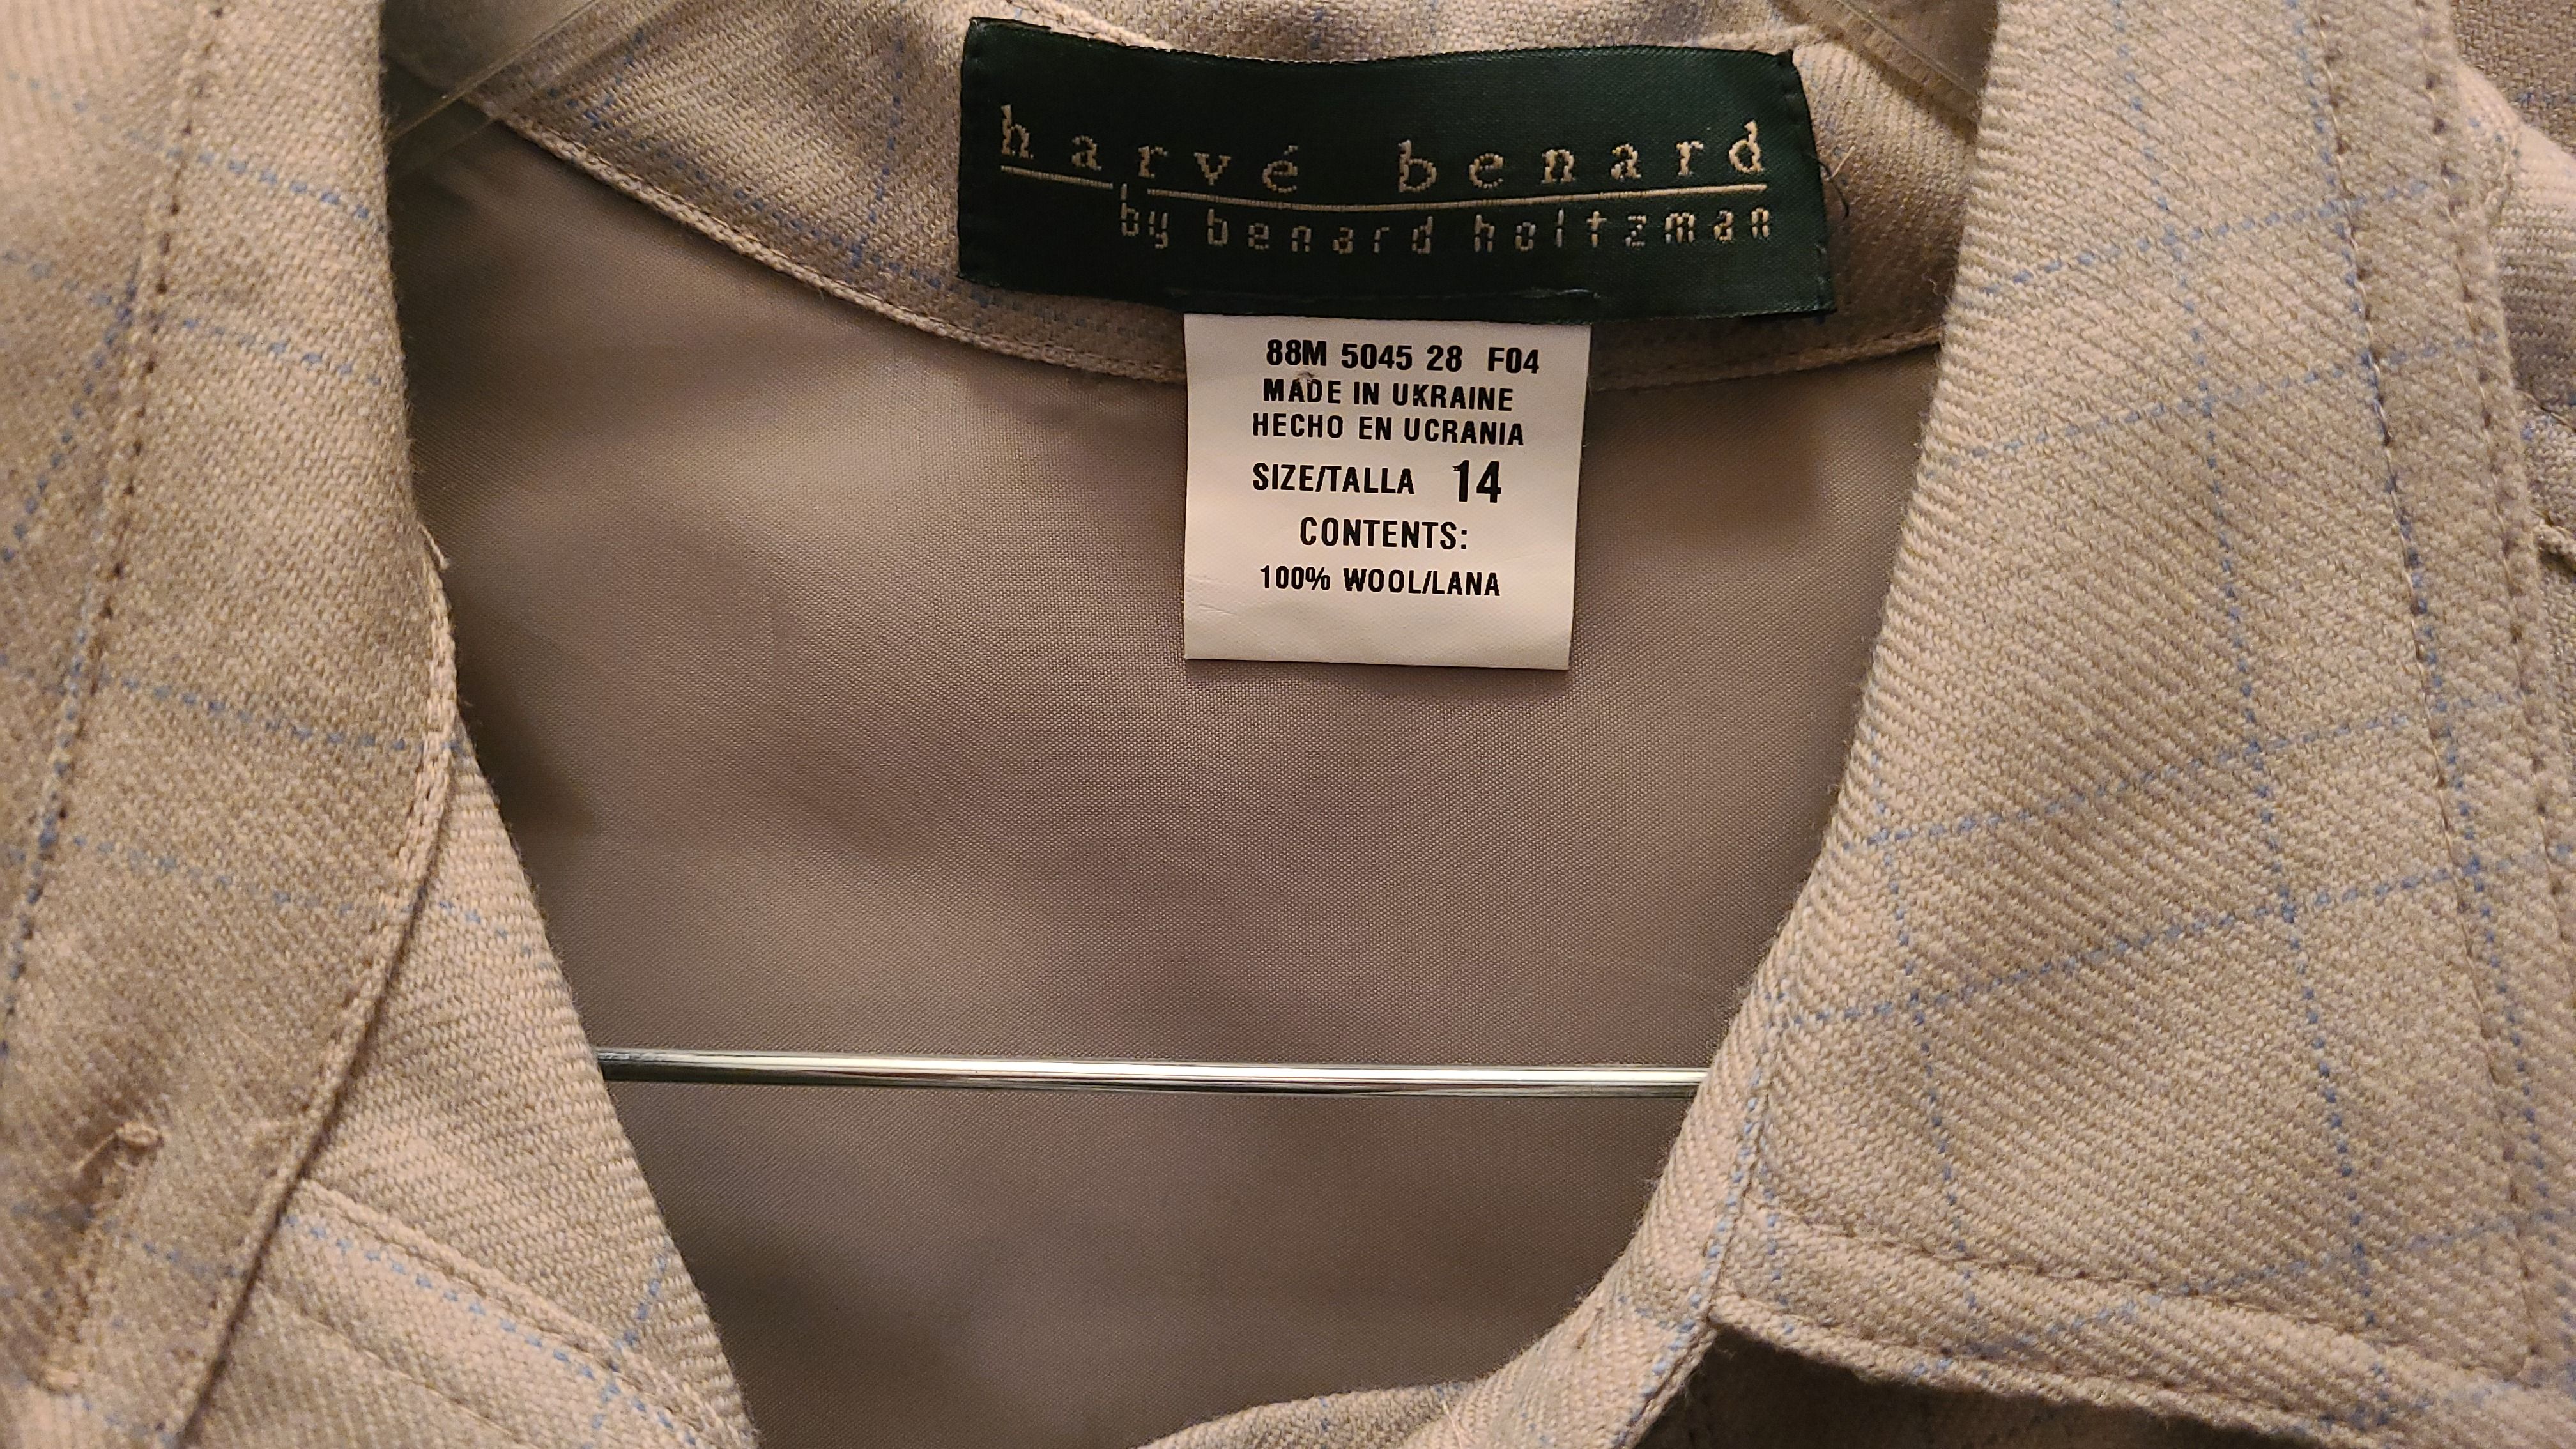 harvé benard
by benard holtzman
88M 5045 28 F04
MADE IN UKRAINE
HECHO EN UCRANIA
SIZE/TALLA 14
CONTENTS:
100% WOOL/LANA